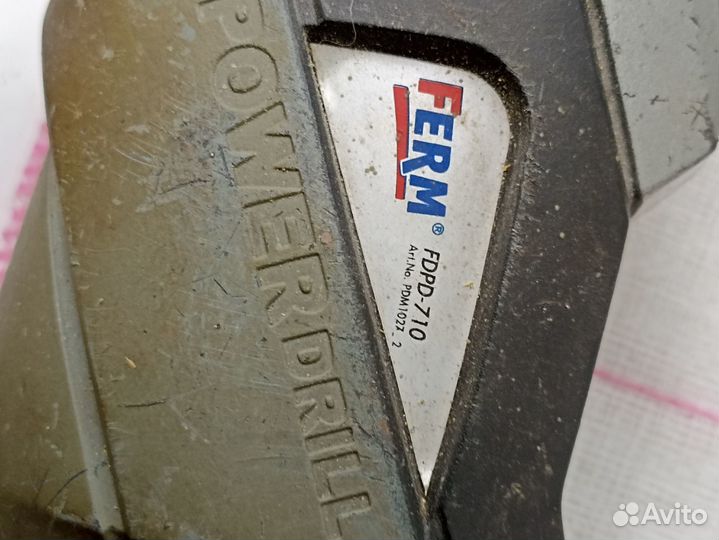 POWERDRILL
FERM®
FDPD-710
Art.No. PDM1027_2
Avito